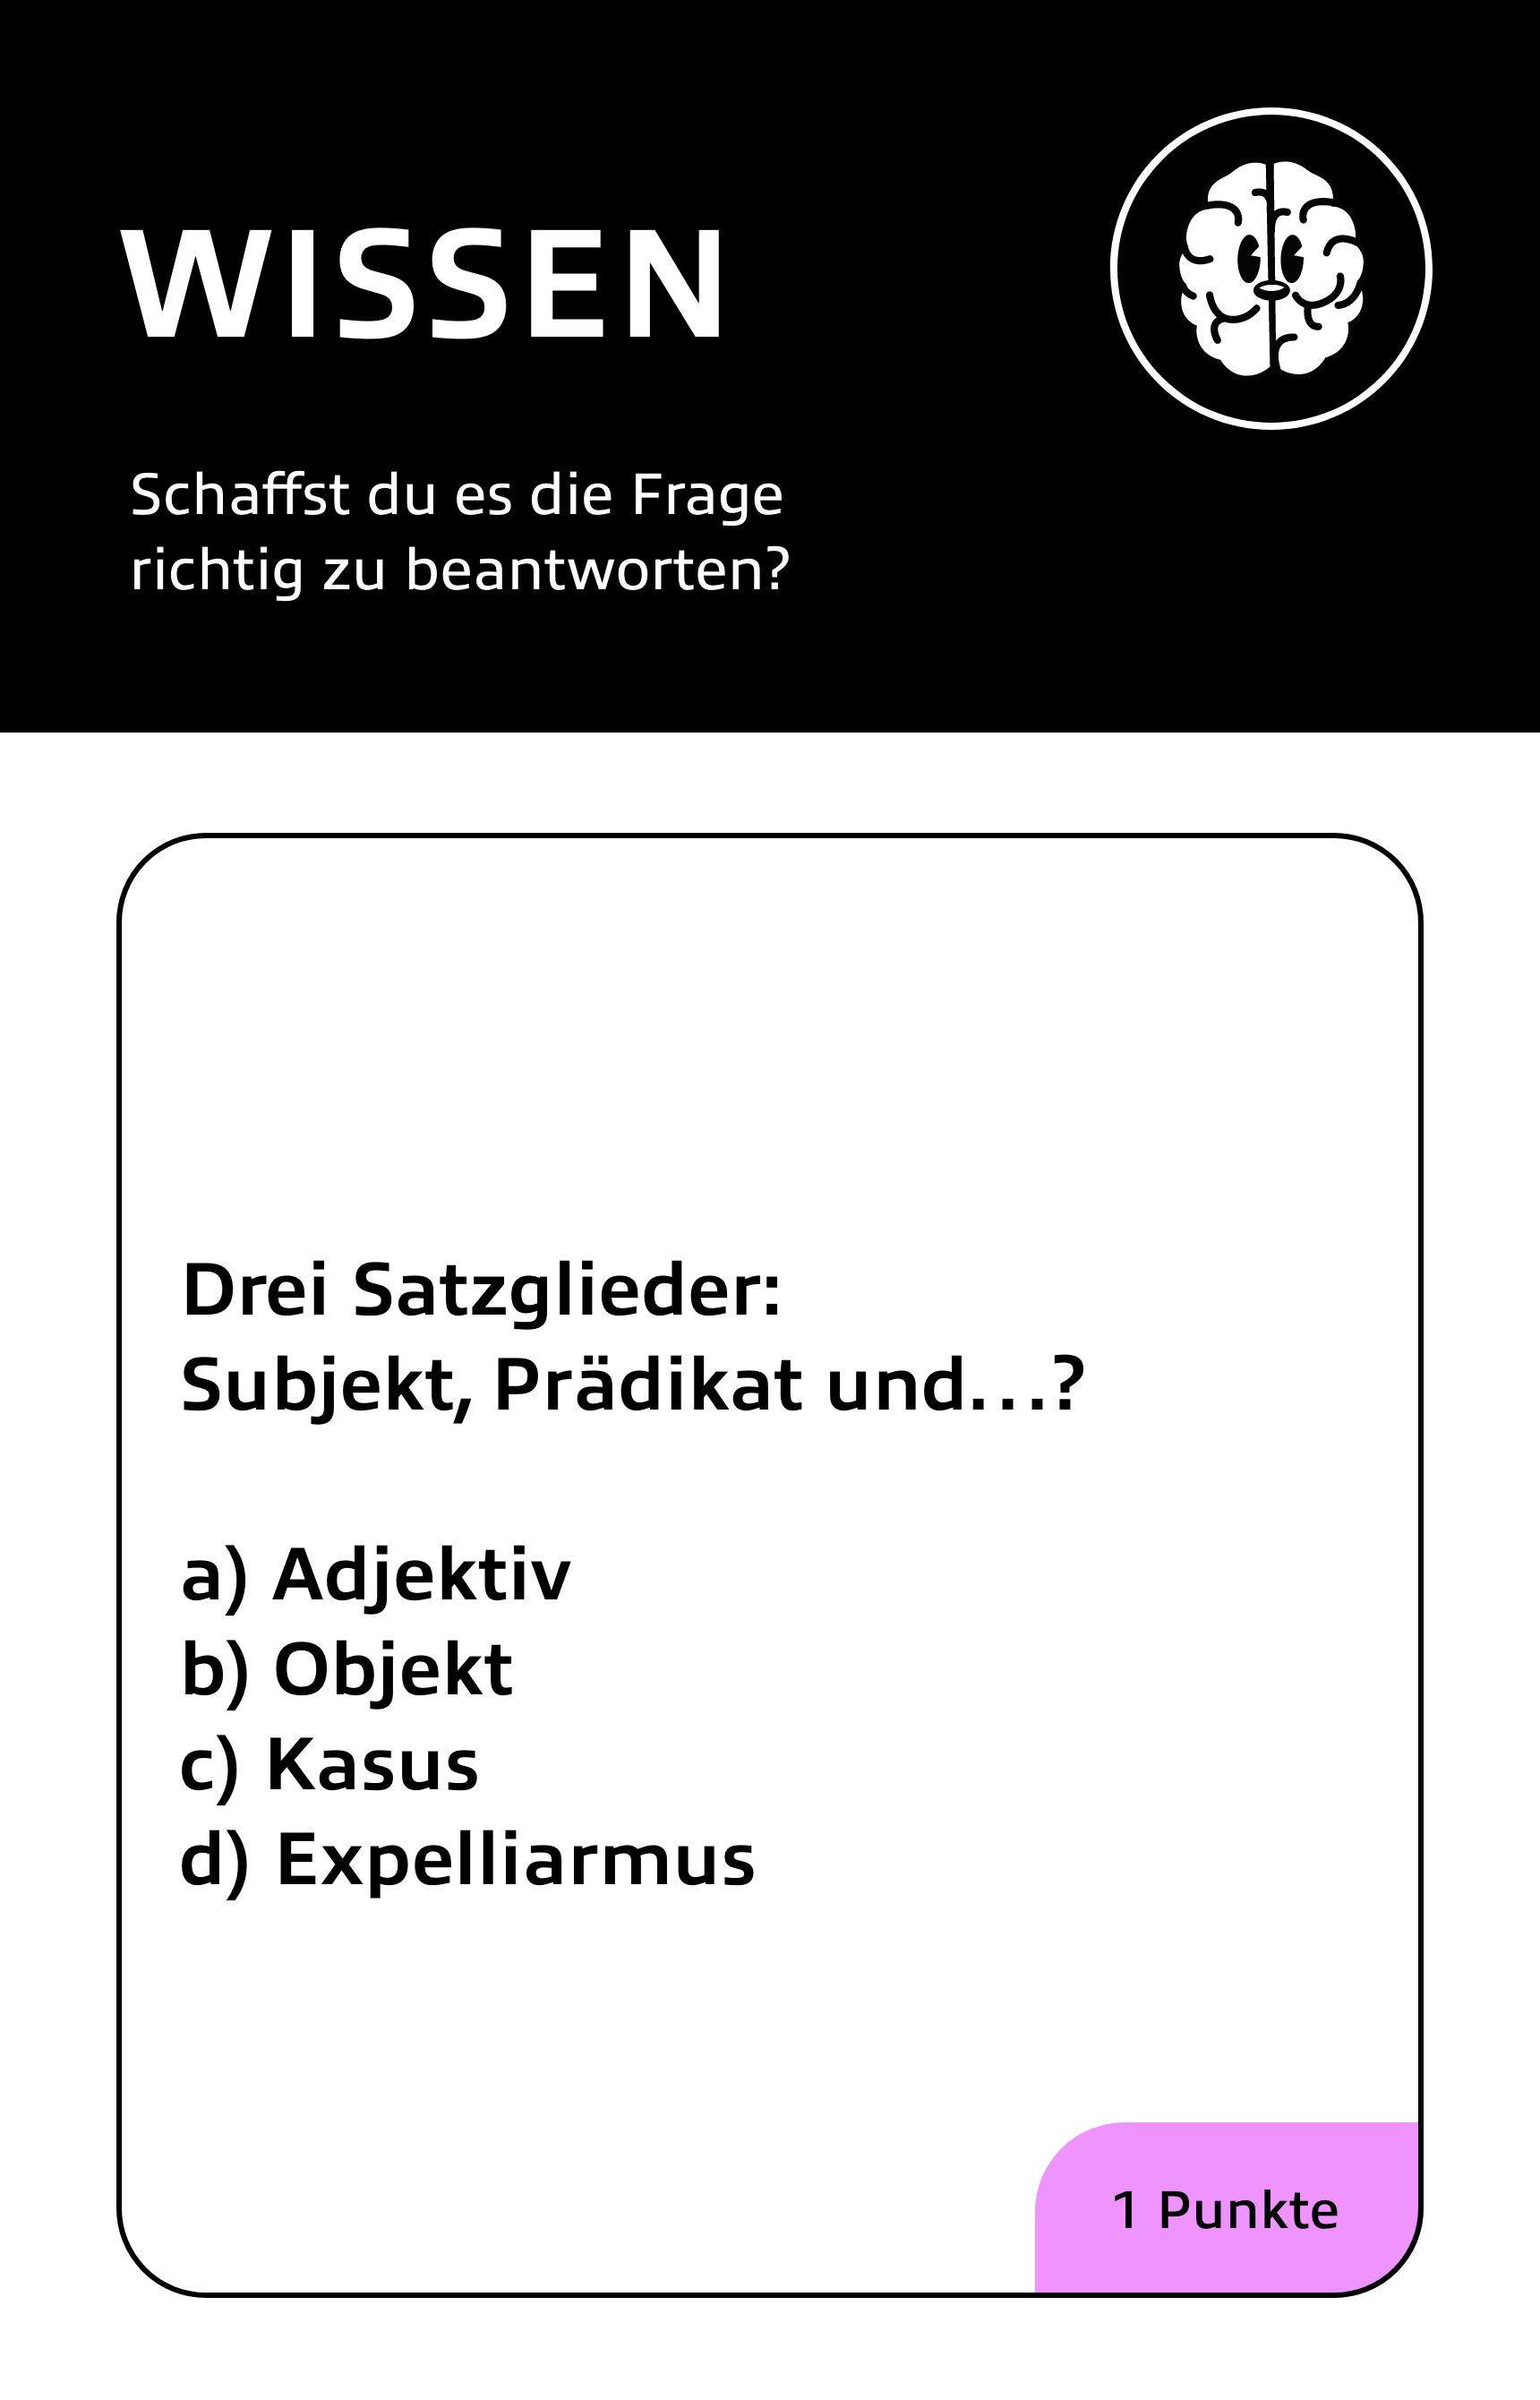 WISSEN
Schaffst du es die Frage
richtig zu beantworten?
Drei Satzglieder:
Subjekt, Prädikat und...?
a) Adjektiv
b) Objekt
c) Kasus
d) Expelliarmus
1 Punkte